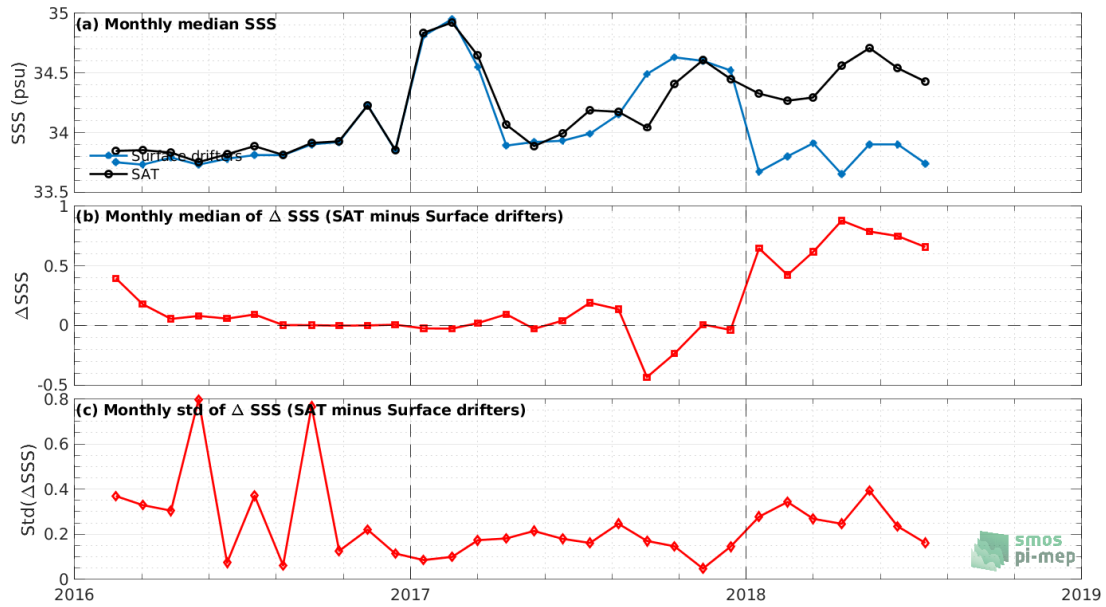 35
(a) Monthly median SSS
34.5
SSS (psu)
34
Surface drifters
SAT
33.5
1
(b) Monthly median of Δ SSS (SAT minus Surface drifters)
0.5
ΔSSS
0
-0.5
0.8
(c) Monthly std of Δ SSS (SAT minus Surface drifters)
0.6
Std(ΔSSS)
0.4
0.2
smos
pi-mep
0
2016 2017 2018 2019